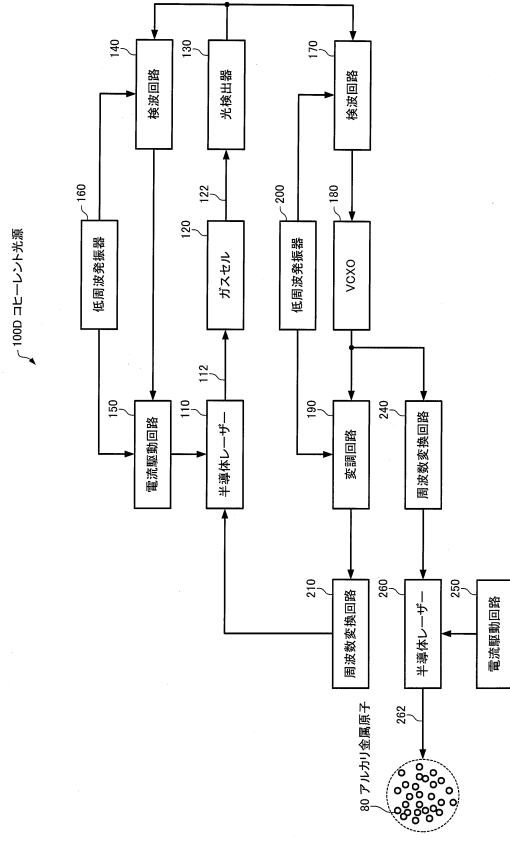 100D コヒーレント光源
160
低周波発振器
140
検波回路
150
電流駆動回路
110
半導体レーザー
112
120
ガスセル
122
130
光検出器
200
低周波発振器
170
検波回路
180
VCXO
190
変調回路
210
周波数変換回路
240
周波数変換回路
260
半導体レーザー
250
電流駆動回路
262
80 アルカリ金属原子